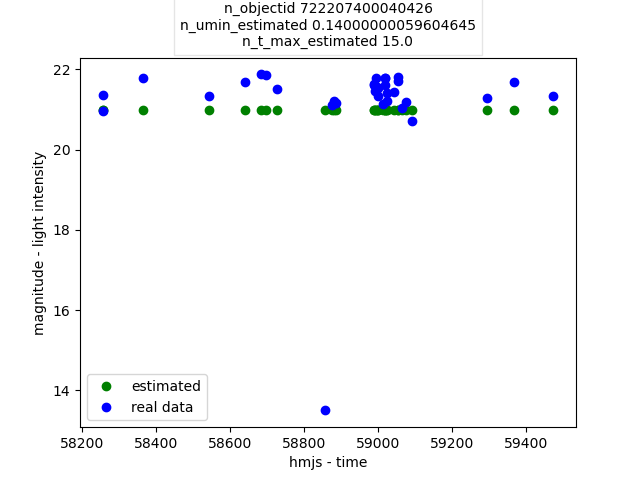 n_objectid 722207400040426
n_umin_estimated 0.14000000059604645
n_t_max_estimated 15.0
22
20
18
16
14
magnitude - light intensity
estimated
real data
58200 58400 58600 58800 59000 59200 59400
hmjs - time